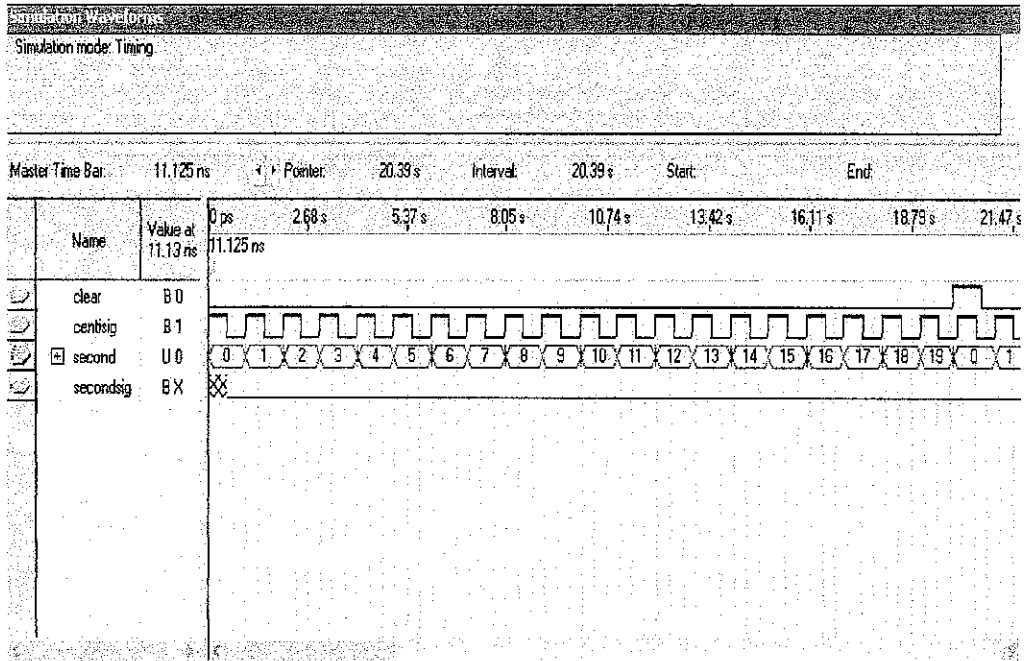 Simulation Waveforms
Simulation mode: Timing
Master Time Bar: 11.125 ns Pointer: 20.39 s Interval: 20.39 s Start: End:
Name Value at 11.13 ns
0 ps 2.68 s 5.37 s 8.05 s 10.74 s 13.42 s 16.11 s 18.79 s 21.47 s
11.125 ns
clear B 0
centisig B 1
second U 0 0 1 2 3 4 5 6 7 8 9 10 11 12 13 14 15 16 17 18 19 0 1
secondsig B X